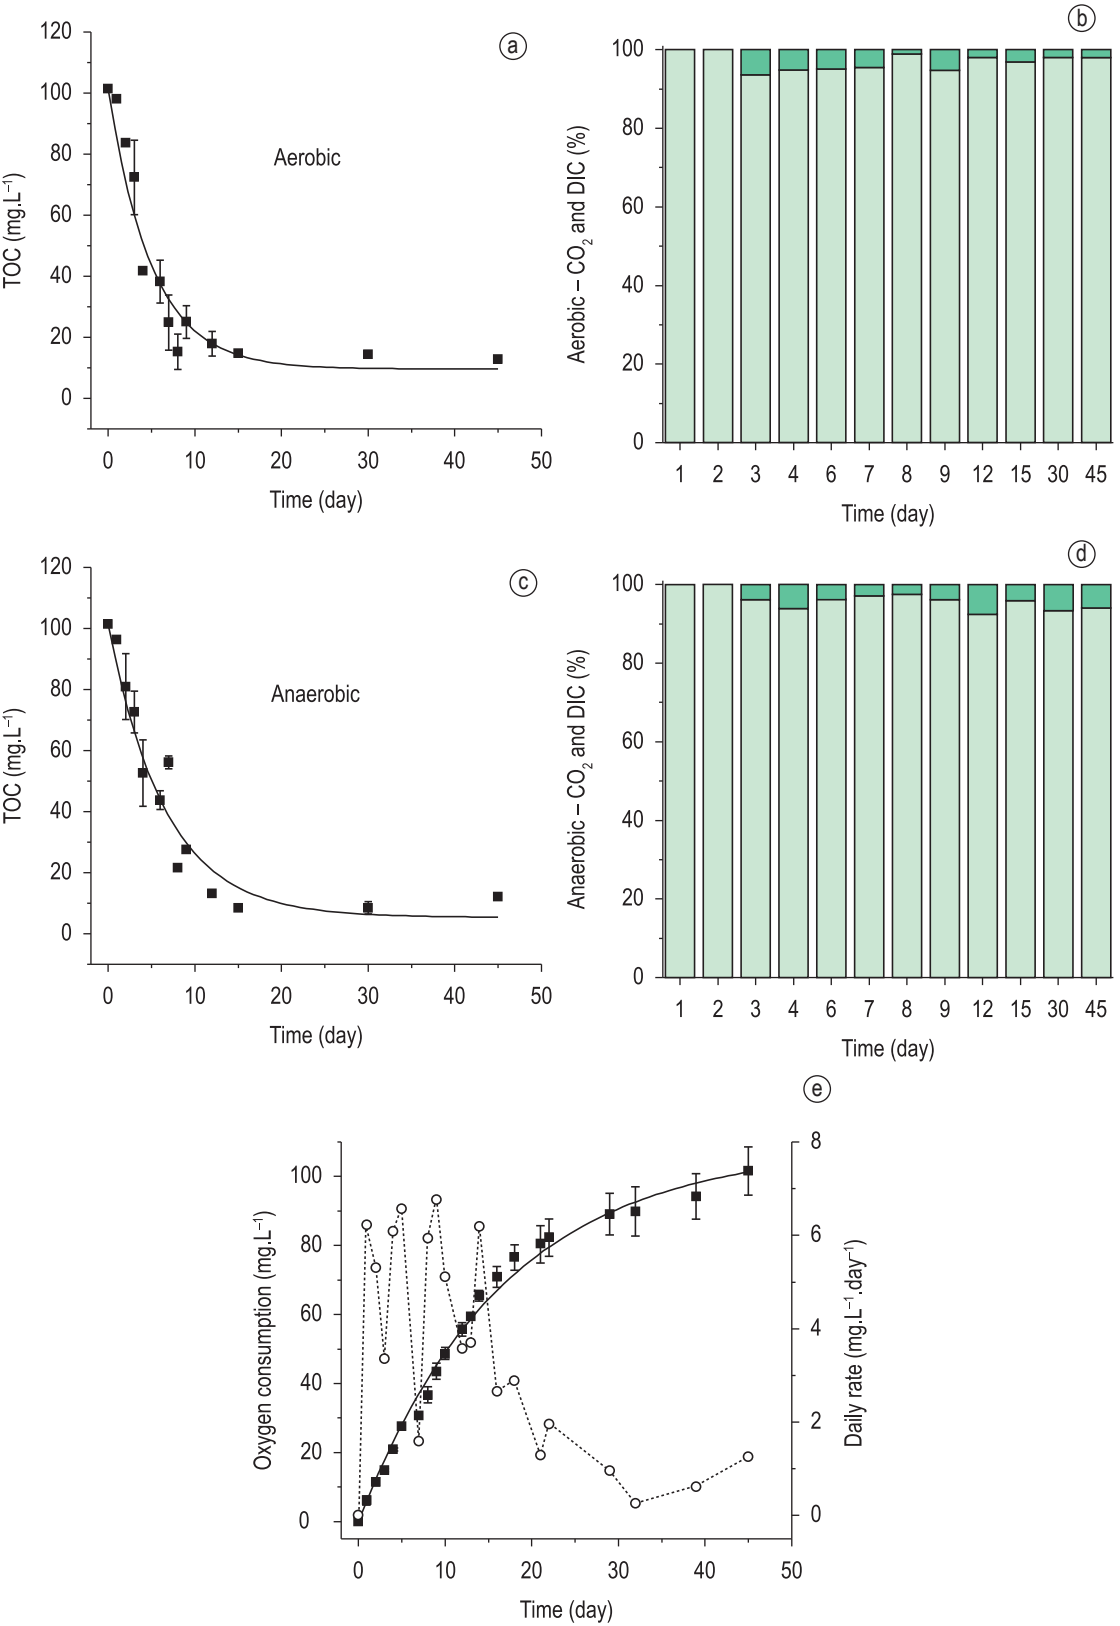 a
120
100
80
60
40
20
0
TOC (mg.L⁻¹)
Aerobic
0 10 20 30 40 50
Time (day)
b
100
80
60
40
20
0
Aerobic – CO₂ and DIC (%)
1 2 3 4 6 7 8 9 12 15 30 45
Time (day)
c
120
100
80
60
40
20
0
TOC (mg.L⁻¹)
Anaerobic
0 10 20 30 40 50
Time (day)
d
100
80
60
40
20
0
Anaerobic – CO₂ and DIC (%)
1 2 3 4 6 7 8 9 12 15 30 45
Time (day)
e
100
80
60
40
20
0
Oxygen consumption (mg.L⁻¹)
8
6
4
2
0
Daily rate (mg.L⁻¹.day⁻¹)
0 10 20 30 40 50
Time (day)